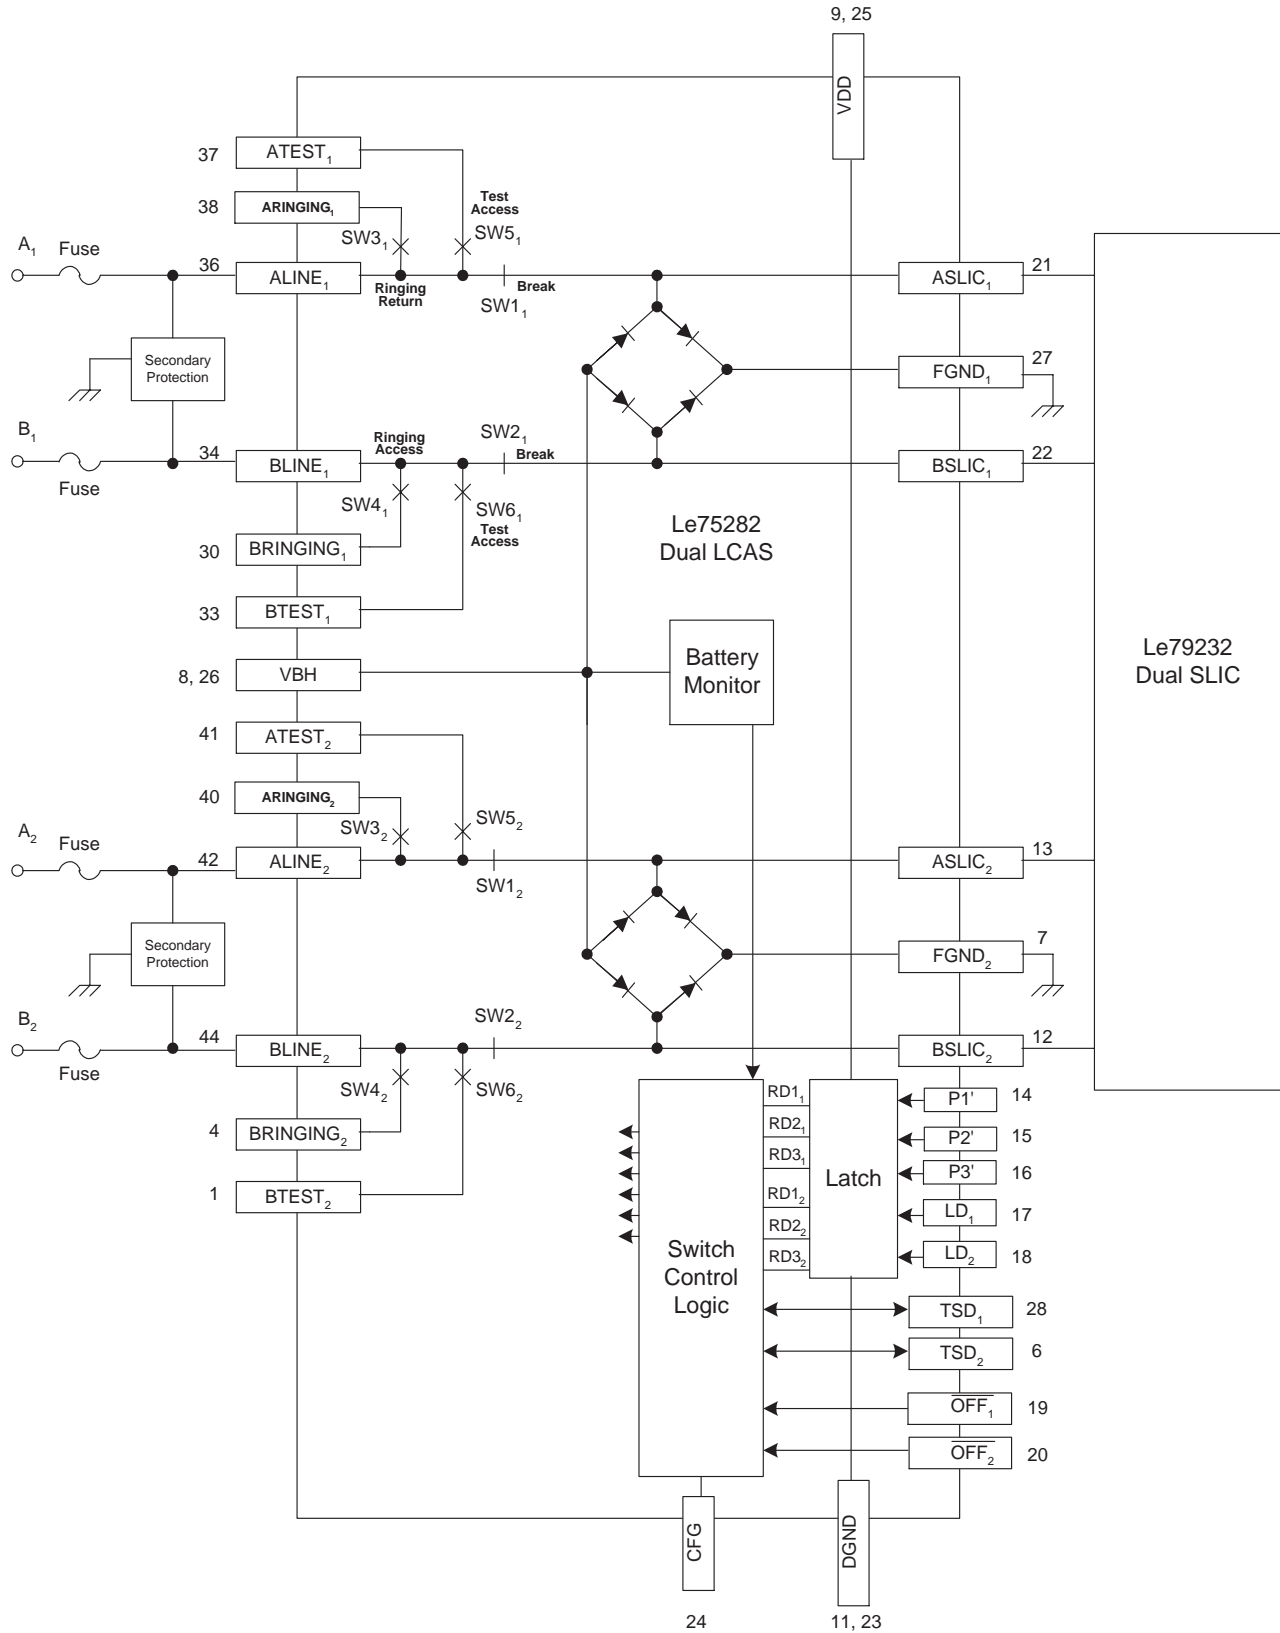 9, 25
VDD
37
ATEST₁
38
ARINGING₁
Test
Access
SW3₁
SW5₁
A₁
Fuse
36
ALINE₁
Ringing
Return
Break
SW1₁
ASLIC₁
21
Secondary
Protection
FGND₁
27
B₁
Fuse
34
BLINE₁
Ringing
Access
SW2₁
Break
BSLIC₁
22
SW4₁
SW6₁
Test
Access
Le75282
Dual LCAS
30
BRINGING₁
33
BTEST₁
Le79232
Dual SLIC
8, 26
VBH
Battery
Monitor
41
ATEST₂
40
ARINGING₂
SW3₂
SW5₂
A₂
Fuse
42
ALINE₂
SW1₂
ASLIC₂
13
Secondary
Protection
FGND₂
7
B₂
Fuse
44
BLINE₂
SW2₂
BSLIC₂
12
SW4₂
SW6₂
4
BRINGING₂
1
BTEST₂
Switch
Control
Logic
RD1₁
RD2₁
RD3₁
RD1₂
RD2₂
RD3₂
Latch
P1'
14
P2'
15
P3'
16
LD₁
17
LD₂
18
TSD₁
28
TSD₂
6
O̅F̅F̅₁̅
19
O̅F̅F̅₂̅
20
CFG
DGND
24
11, 23